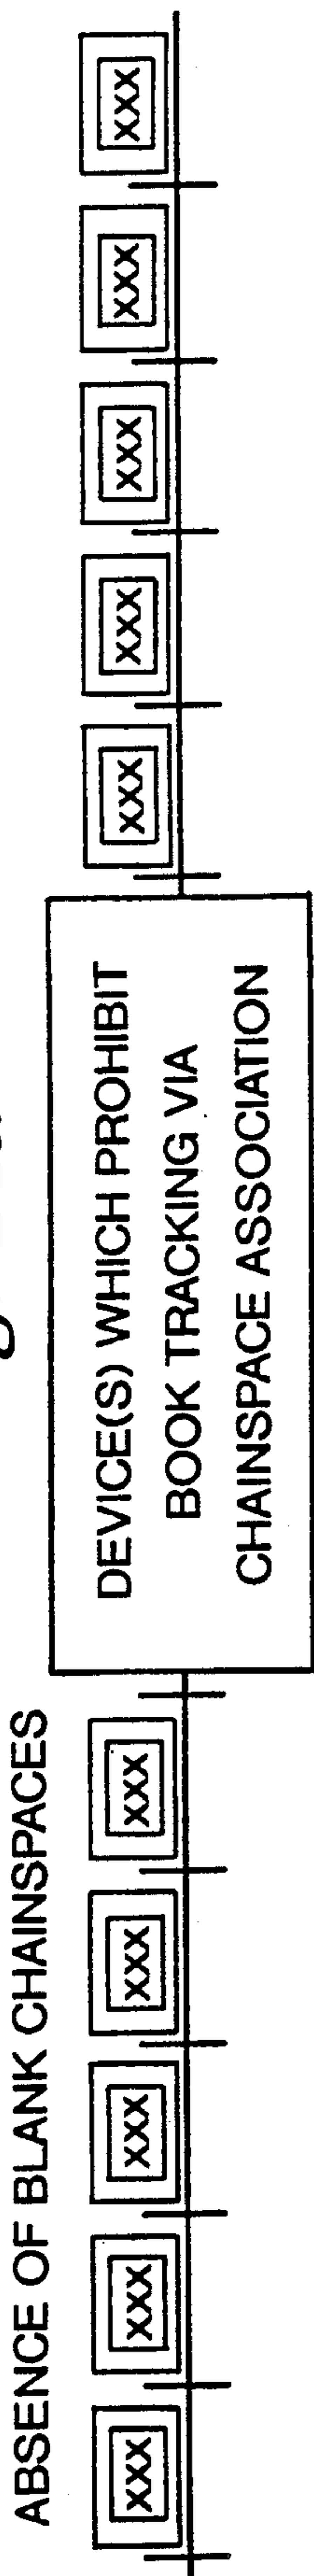 ABSENCE OF BLANK CHAINSPACES
XXX
XXX
XXX
XXX
XXX
DEVICE(S) WHICH PROHIBIT
BOOK TRACKING VIA
CHAINSPACE ASSOCIATION
XXX
XXX
XXX
XXX
XXX